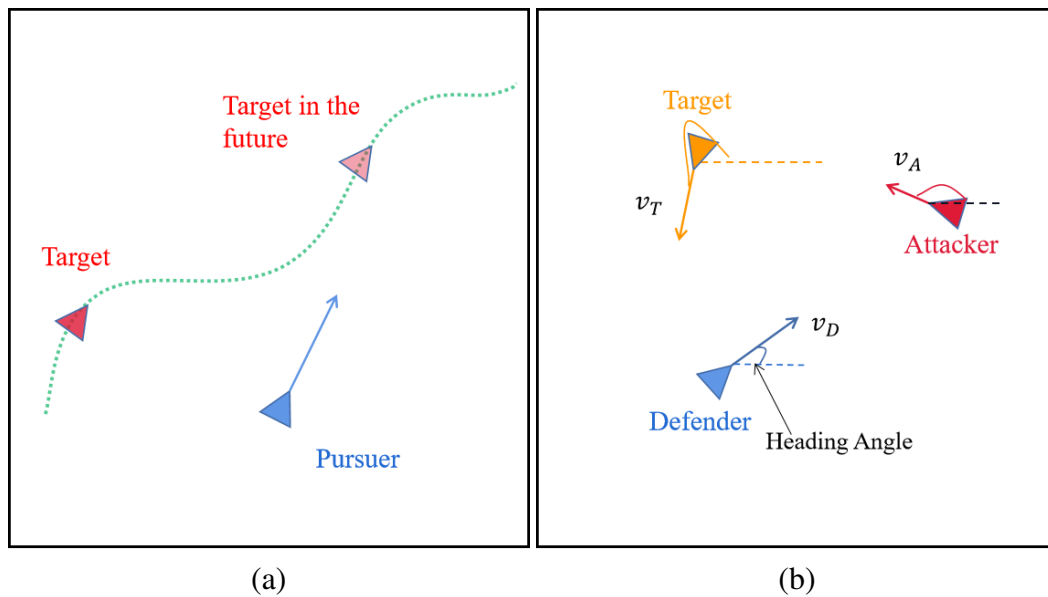 Target in the
future
Target
Pursuer
(a)
Target
v_T
v_A
Attacker
v_D
Defender
Heading Angle
(b)